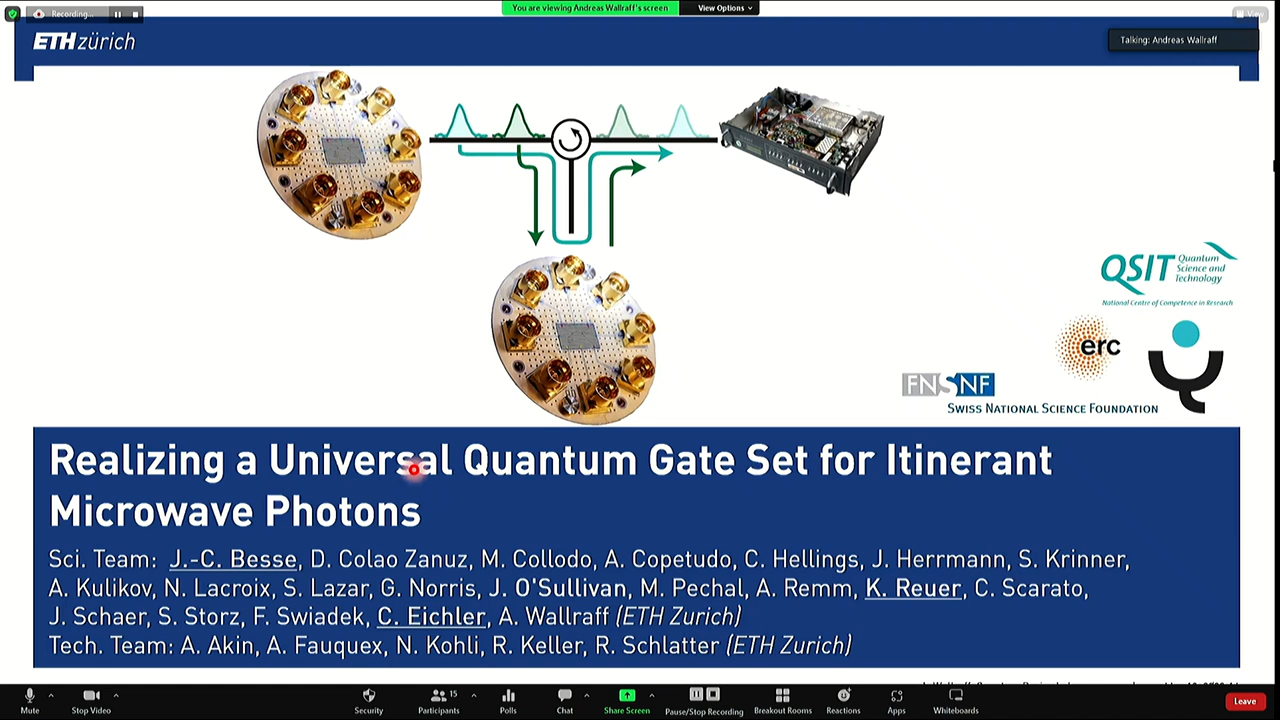 Recording...
You are viewing Andreas Wallraff's screen
View Options
View
ETH zürich
Talking: Andreas Wallraff
QSIT Quantum
Science and
Technology
National Centre of Competence in Research
erc
FNSNF
SWISS NATIONAL SCIENCE FOUNDATION
Realizing a Universal Quantum Gate Set for Itinerant
Microwave Photons
Sci. Team: J.-C. Besse, D. Colao Zanuz, M. Collodo, A. Copetudo, C. Hellings, J. Herrmann, S. Krinner,
A. Kulikov, N. Lacroix, S. Lazar, G. Norris, J. O'Sullivan, M. Pechal, A. Remm, K. Reuer, C. Scarato,
J. Schaer, S. Storz, F. Swiadek, C. Eichler, A. Wallraff (ETH Zurich)
Tech. Team: A. Akin, A. Fauquex, N. Kohli, R. Keller, R. Schlatter (ETH Zurich)
Mute
Stop Video
Security
15
Participants
Polls
Chat
Share Screen
Pause/Stop Recording
Breakout Rooms
Reactions
Apps
Whiteboards
Leave